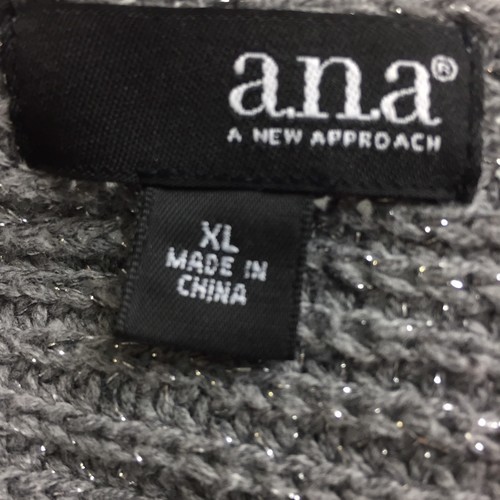 a.n.a®
A NEW APPROACH
XL
MADE IN
CHINA